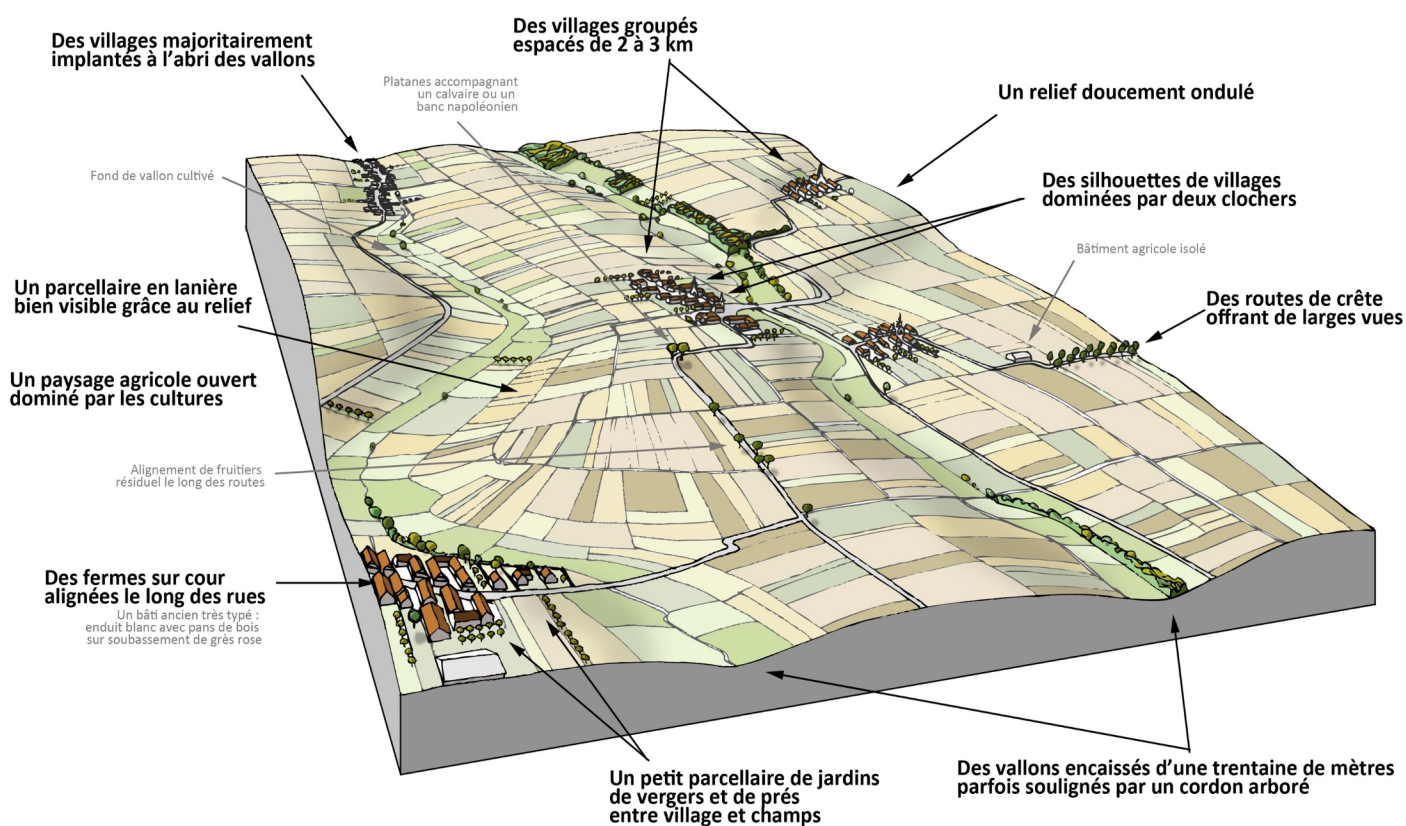 Des villages majoritairement
implantés à l'abri des vallons
Des villages groupés
espacés de 2 à 3 km
Platanes accompagnant
un calvaire ou un
banc napoléonien
Un relief doucement ondulé
Fond de vallon cultivé
Des silhouettes de villages
dominées par deux clochers
Bâtiment agricole isolé
Un parcellaire en lanière
bien visible grâce au relief
Des routes de crête
offrant de larges vues
Un paysage agricole ouvert
dominé par les cultures
Alignement de fruitiers
résiduel le long des routes
Des fermes sur cour
alignées le long des rues
Un bâti ancien très typé :
enduit blanc avec pans de bois
sur soubassement de grès rose
Un petit parcellaire de jardins
de vergers et de prés
entre village et champs
Des vallons encaissés d'une trentaine de mètres
parfois soulignés par un cordon arboré